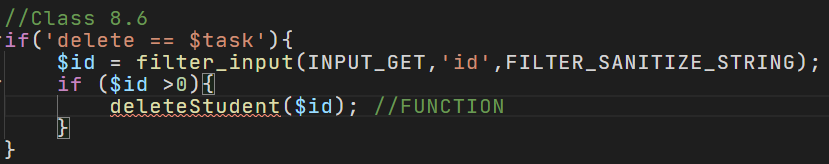 //Class 8.6
if('delete == $task'){
$id = filter_input(INPUT_GET,'id',FILTER_SANITIZE_STRING);
if ($id >0){
deleteStudent($id); //FUNCTION
}
}